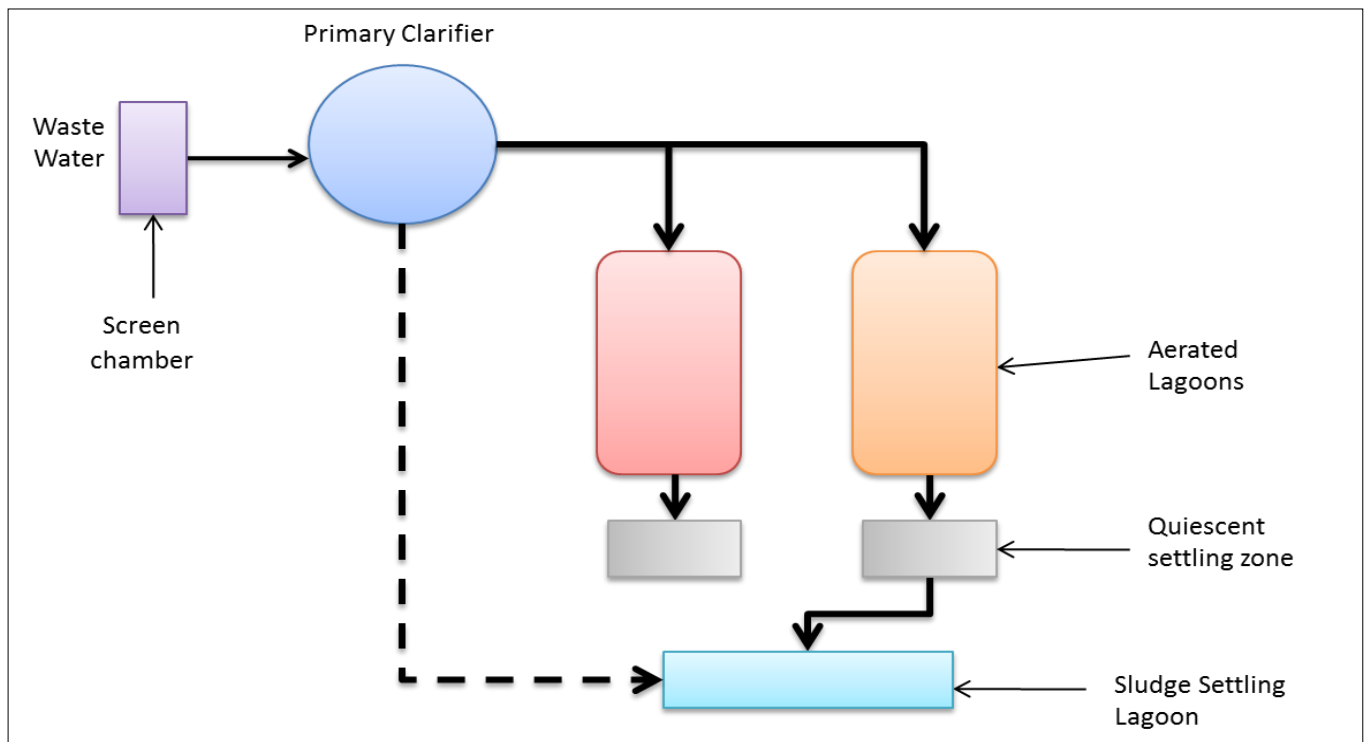 Primary Clarifier
Waste
Water
Screen
chamber
Aerated
Lagoons
Quiescent
settling zone
Sludge Settling
Lagoon